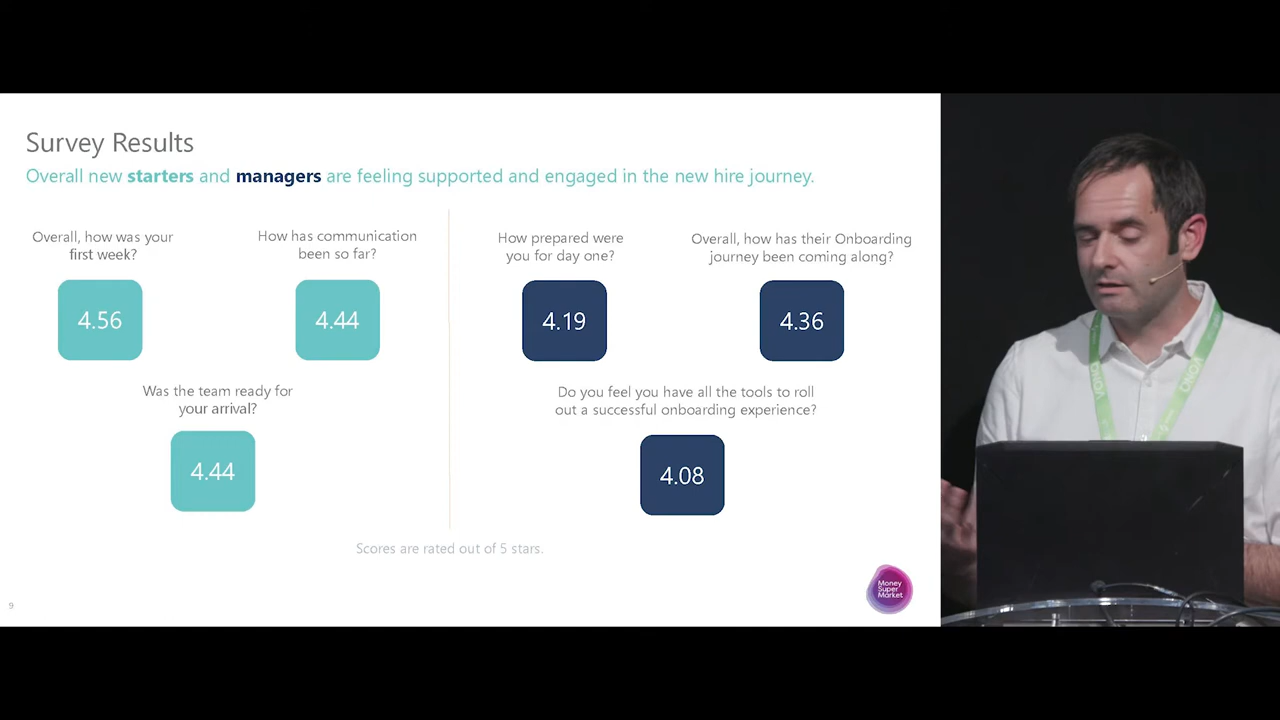 Survey Results
Overall new starters and managers are feeling supported and engaged in the new hire journey.
Overall, how was your
first week?
4.56
How has communication
been so far?
4.44
Was the team ready for
your arrival?
4.44
How prepared were
you for day one?
4.19
Overall, how has their Onboarding
journey been coming along?
4.36
Do you feel you have all the tools to roll
out a successful onboarding experience?
4.08
Scores are rated out of 5 stars.
Money
Super
Market
9